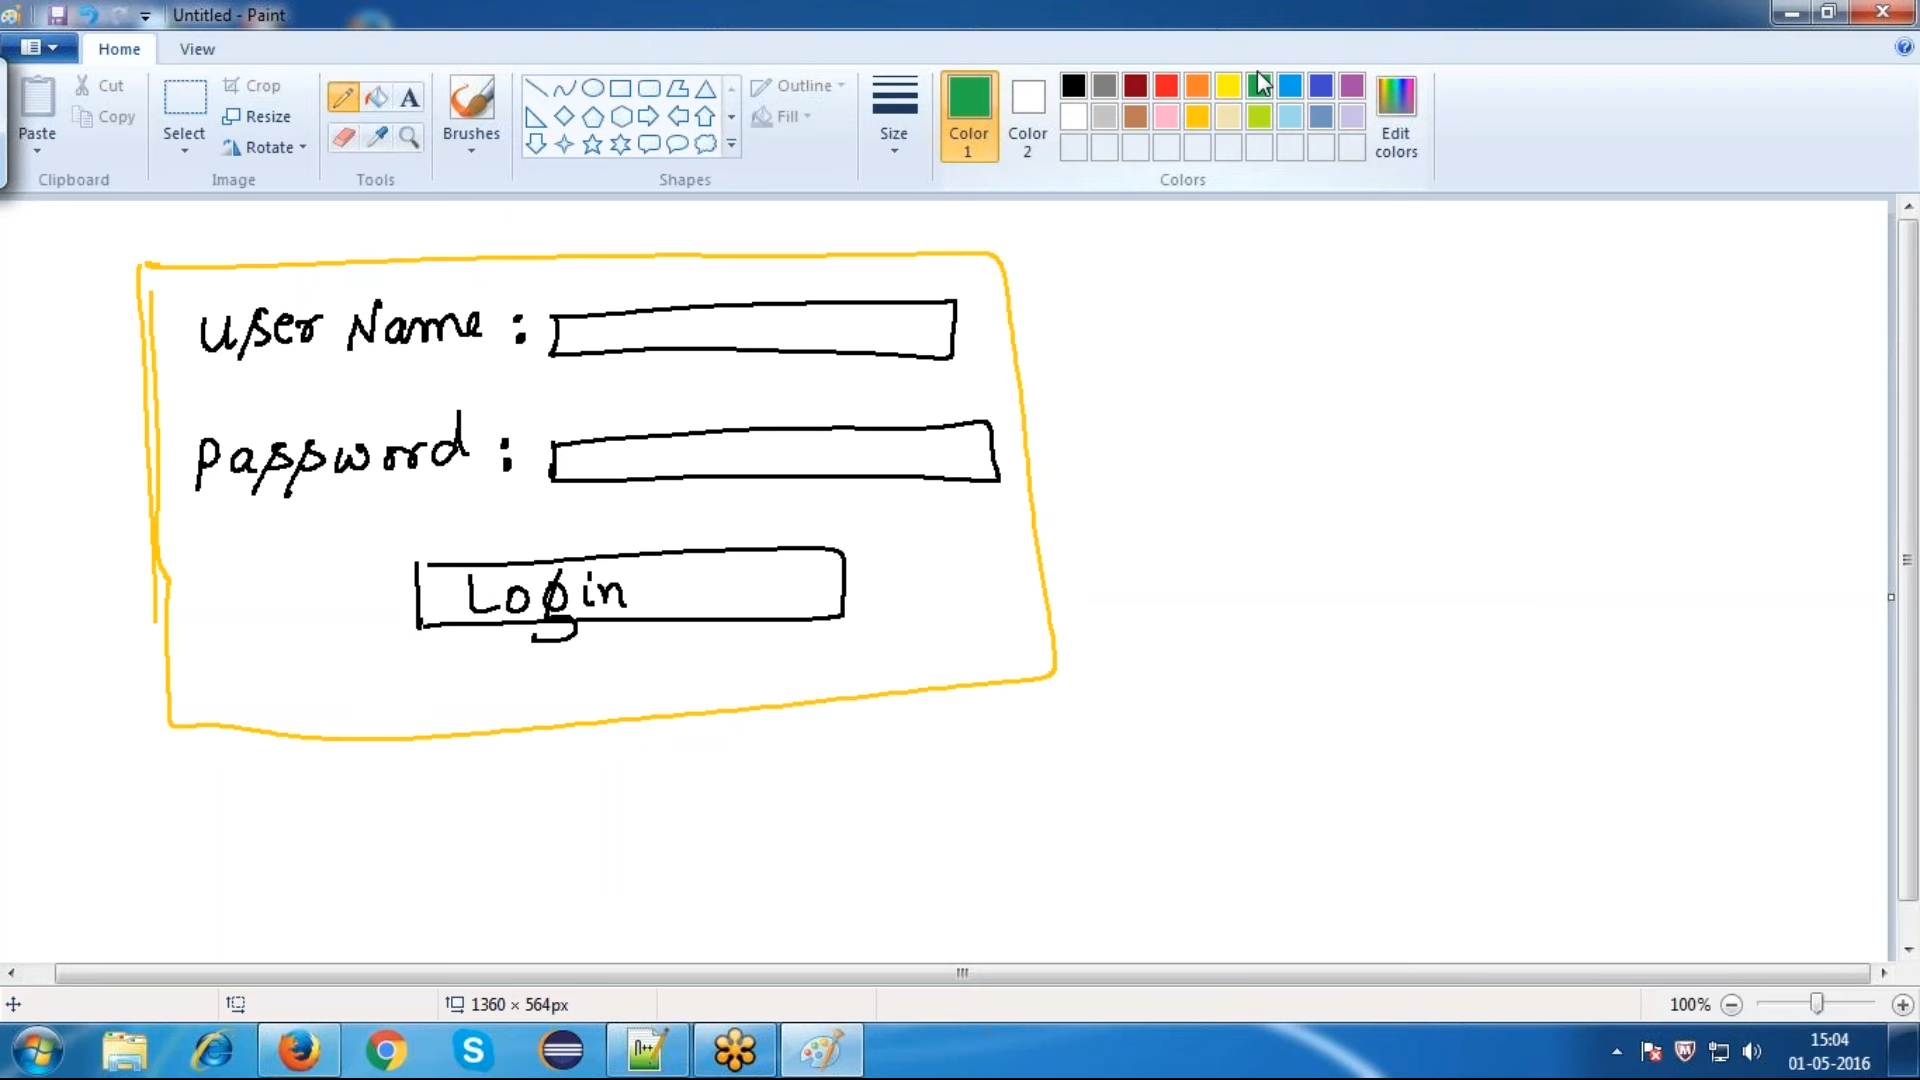 Untitled - Paint
Home View
Paste
Cut
Copy
Clipboard
Select
Crop
Resize
Rotate
Image
Tools
Brushes
Shapes
Outline
Fill
Size
Color 1
Color 2
Edit colors
Colors
User Name :
password :
Login
1360 × 564px
100%
15:04
01-05-2016